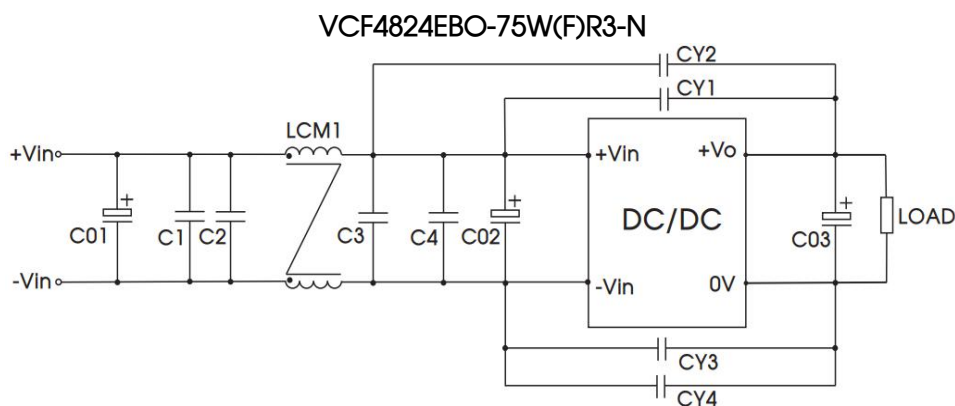 VCF4824EBO-75W(F)R3-N
CY2
CY1
LCM1
+Vin
+Vin
+Vo
+
+
+
C01
C1
C2
C3
C4
C02
DC/DC
C03
LOAD
-Vin
-Vin
0V
CY3
CY4